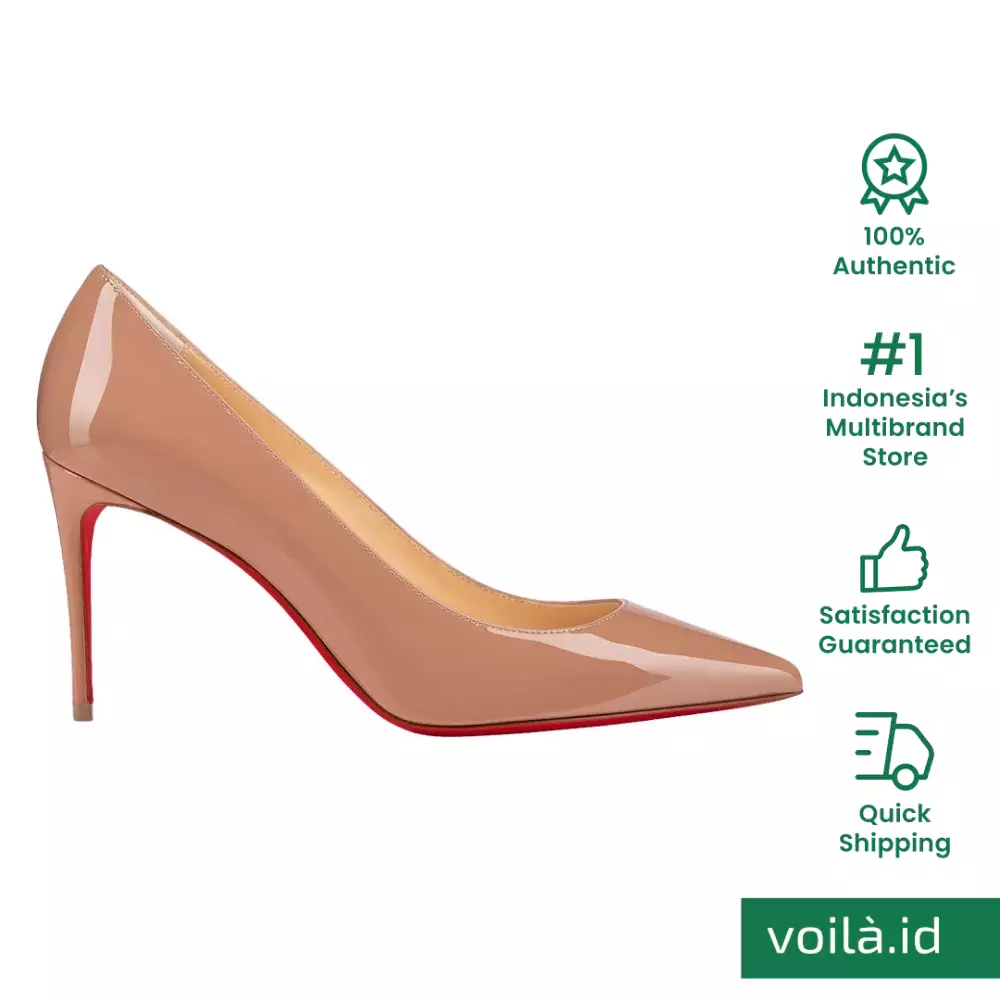 100%
Authentic
#1
Indonesia’s
Multibrand
Store
Satisfaction
Guaranteed
Quick
Shipping
voilà.id